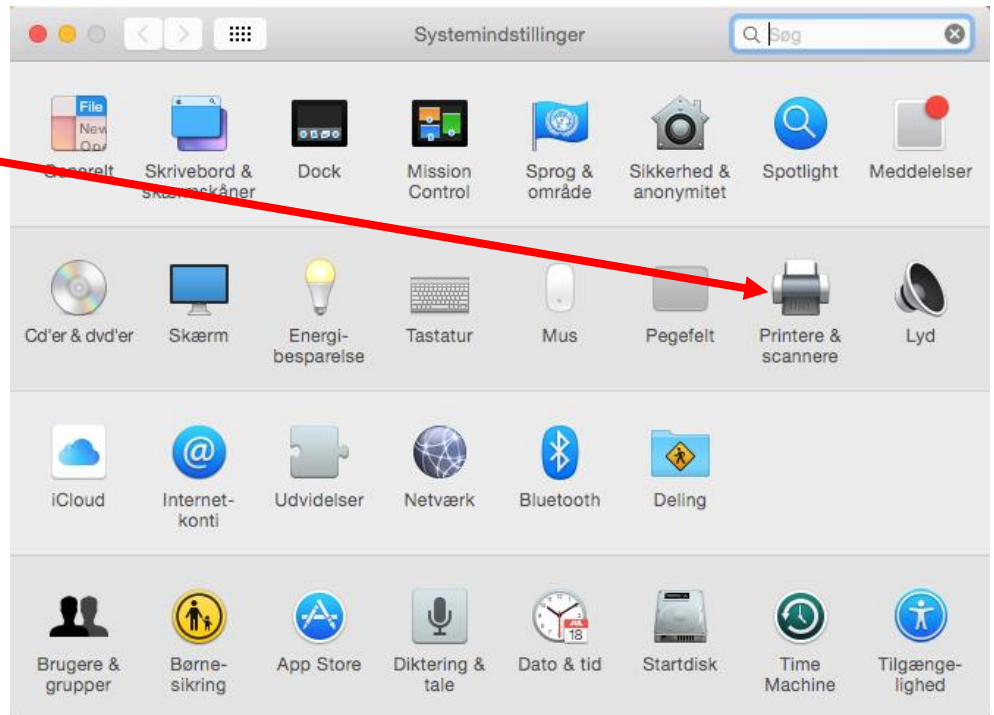 Systemindstillinger
Søg
File
New
Generelt
Skrivebord &
skærmskåner
Dock
Mission
Control
Sprog &
område
Sikkerhed &
anonymitet
Spotlight
Meddelelser
Cd'er & dvd'er
Skærm
Energi-
besparelse
Tastatur
Mus
Pegefelt
Printere &
scannere
Lyd
iCloud
@
Internet-
konti
Udvidelser
Netværk
Bluetooth
Deling
Brugere &
grupper
Børne-
sikring
App Store
Diktering &
tale
JUL
18
Dato & tid
Startdisk
Time
Machine
Tilgænge-
lighed